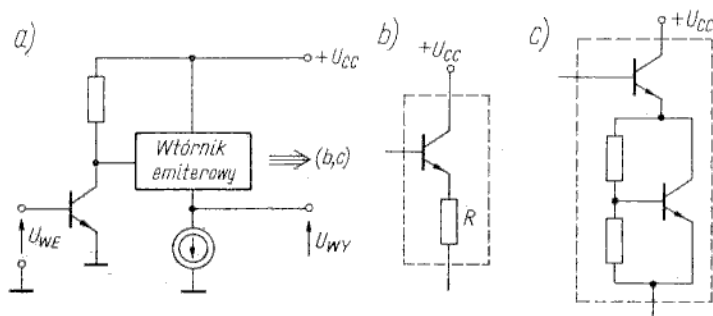 a)
+ U_CC
Wtórnik
emiterowy
(b,c)
U_WE
U_WY
b)
+U_CC
R
c)
+U_CC